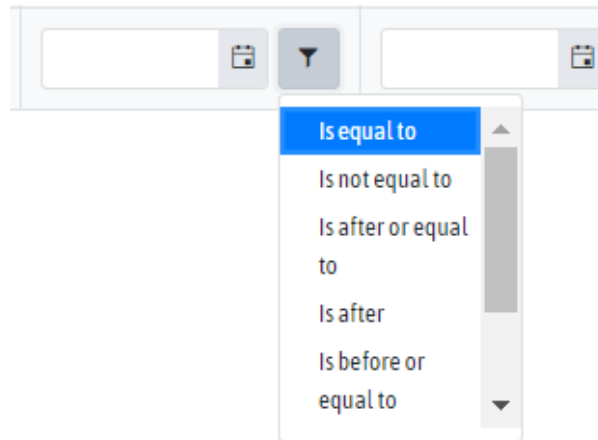 Is equal to
Is not equal to
Is after or equal
to
Is after
Is before or
equal to